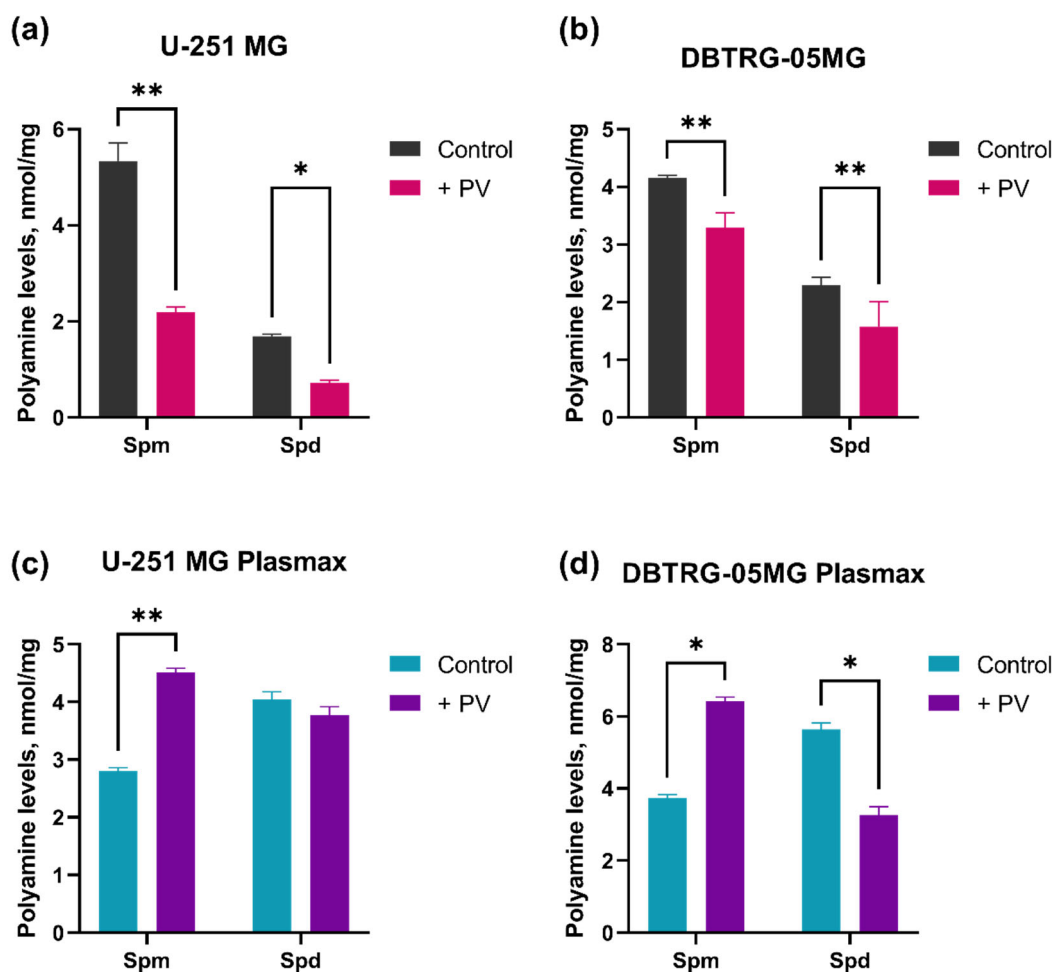 (a)
U-251 MG
Polyamine levels, nmol/mg
6
4
2
0
**
*
Spm
Spd
Control
+ PV
(b)
DBTRG-05MG
Polyamine levels, nmol/mg
5
4
3
2
1
0
**
**
Spm
Spd
Control
+ PV
(c)
U-251 MG Plasmax
Polyamine levels, nmol/mg
5
4
3
2
1
0
**
Spm
Spd
Control
+ PV
(d)
DBTRG-05MG Plasmax
Polyamine levels, nmol/mg
8
6
4
2
0
*
*
Spm
Spd
Control
+ PV